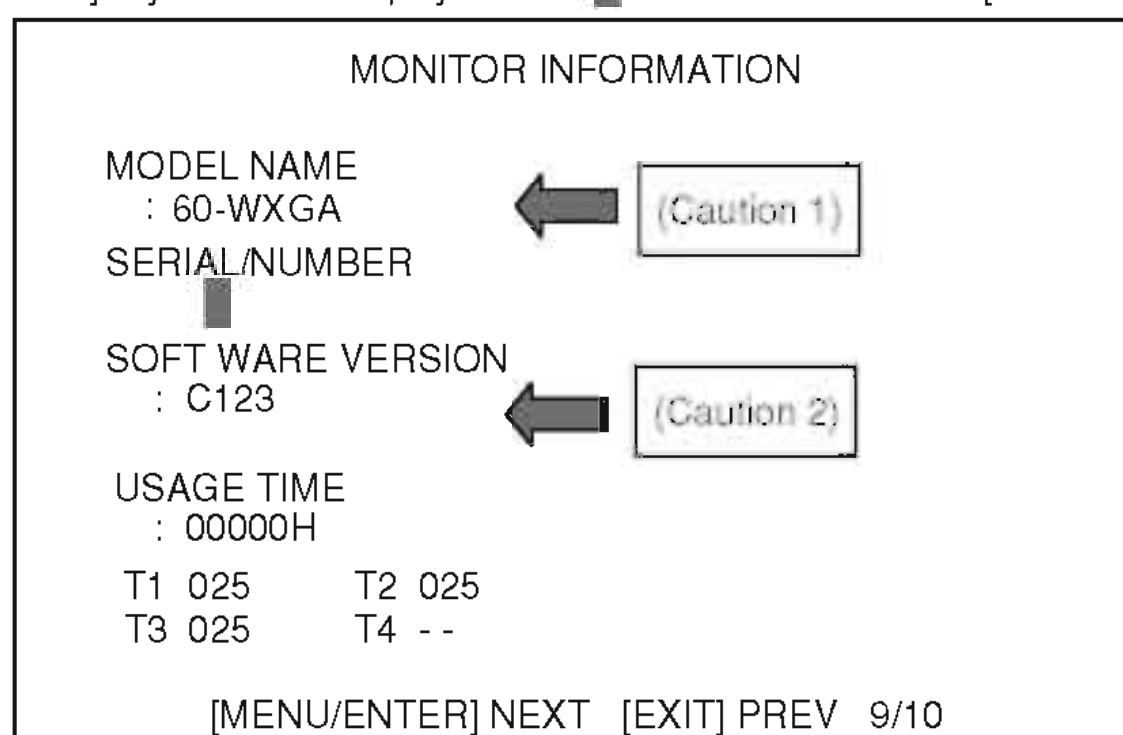 MONITOR INFORMATION
MODEL NAME
: 60-WXGA
(Caution 1)
SERIAL/NUMBER
SOFT WARE VERSION
: C123
(Caution 2)
USAGE TIME
: 00000H
T1 025 T2 025
T3 025 T4 - -
[MENU/ENTER] NEXT [EXIT] PREV 9/10